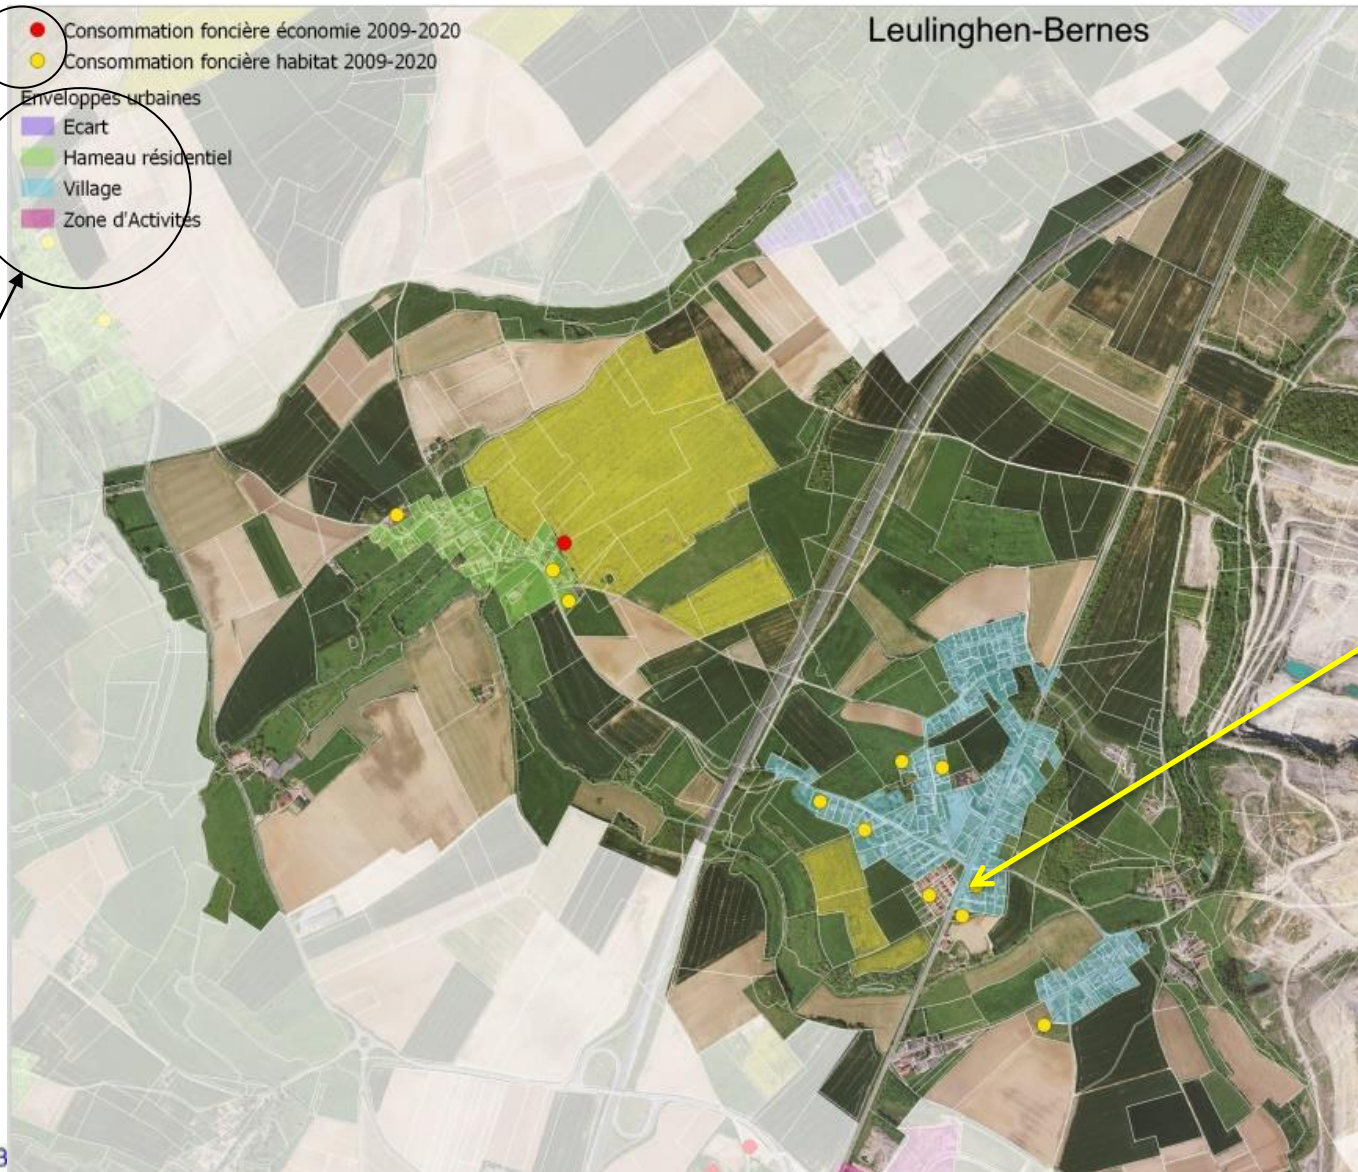 Leulinghen-Bernes
Consommation foncière économie 2009-2020
Consommation foncière habitat 2009-2020
Enveloppes urbaines
Ecart
Hameau résidentiel
Village
Zone d'Activités